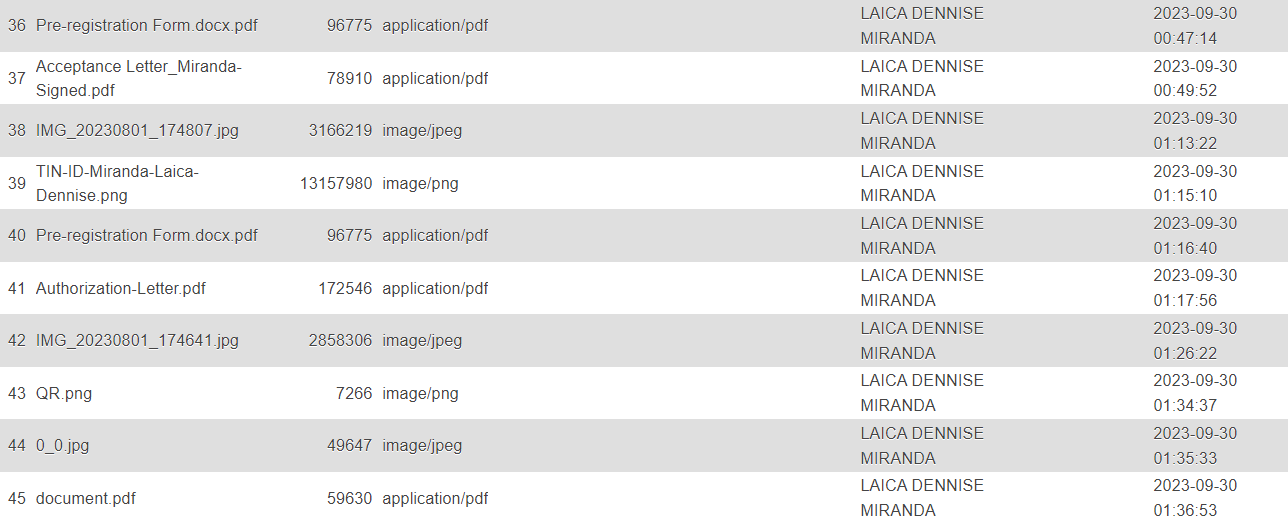 36 Pre-registration Form.docx.pdf 96775 application/pdf LAICA DENNISE MIRANDA 2023-09-30 00:47:14
37 Acceptance Letter_Miranda-Signed.pdf 78910 application/pdf LAICA DENNISE MIRANDA 2023-09-30 00:49:52
38 IMG_20230801_174807.jpg 3166219 image/jpeg LAICA DENNISE MIRANDA 2023-09-30 01:13:22
39 TIN-ID-Miranda-Laica-Dennise.png 13157980 image/png LAICA DENNISE MIRANDA 2023-09-30 01:15:10
40 Pre-registration Form.docx.pdf 96775 application/pdf LAICA DENNISE MIRANDA 2023-09-30 01:16:40
41 Authorization-Letter.pdf 172546 application/pdf LAICA DENNISE MIRANDA 2023-09-30 01:17:56
42 IMG_20230801_174641.jpg 2858306 image/jpeg LAICA DENNISE MIRANDA 2023-09-30 01:26:22
43 QR.png 7266 image/png LAICA DENNISE MIRANDA 2023-09-30 01:34:37
44 0_0.jpg 49647 image/jpeg LAICA DENNISE MIRANDA 2023-09-30 01:35:33
45 document.pdf 59630 application/pdf LAICA DENNISE MIRANDA 2023-09-30 01:36:53